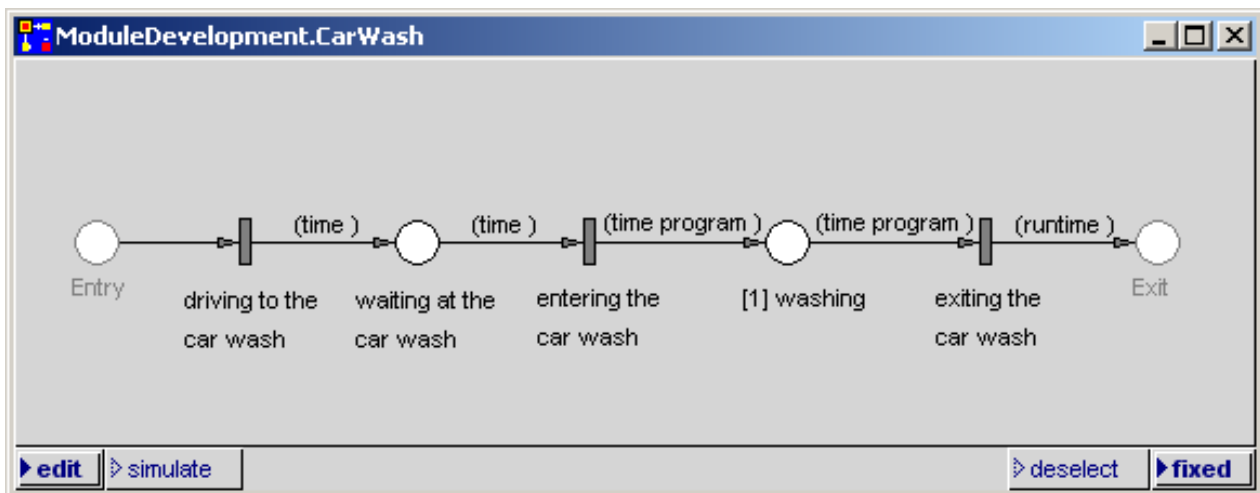 ModuleDevelopment.CarWash
(time ) (time ) (time program ) (time program ) (runtime )
Entry driving to the waiting at the entering the [1] washing exiting the Exit
car wash car wash car wash car wash
edit simulate deselect fixed